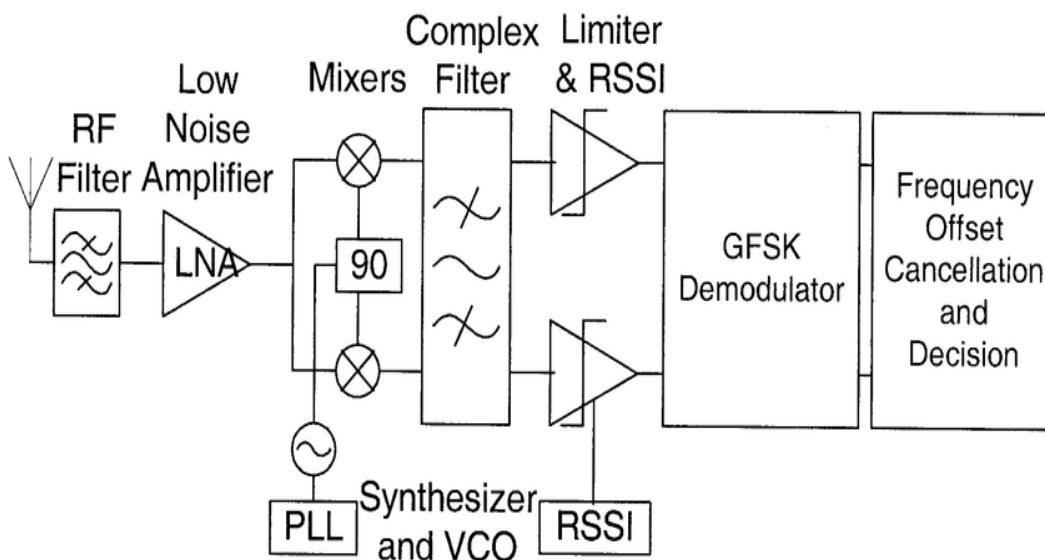 RF
Filter
Low
Noise
Amplifier
LNA
Mixers
90
Complex
Filter
Limiter
& RSSI
GFSK
Demodulator
Frequency
Offset
Cancellation
and
Decision
PLL
Synthesizer
and VCO
RSSI